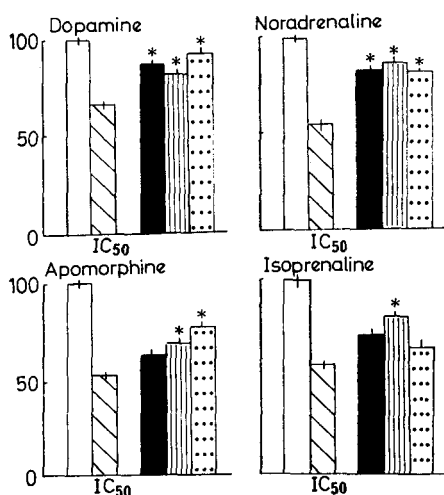 Dopamine
100
50
0
* * *
IC50
Noradrenaline
* * *
IC50
Apomorphine
100
50
0
* *
IC50
Isoprenaline
*
IC50